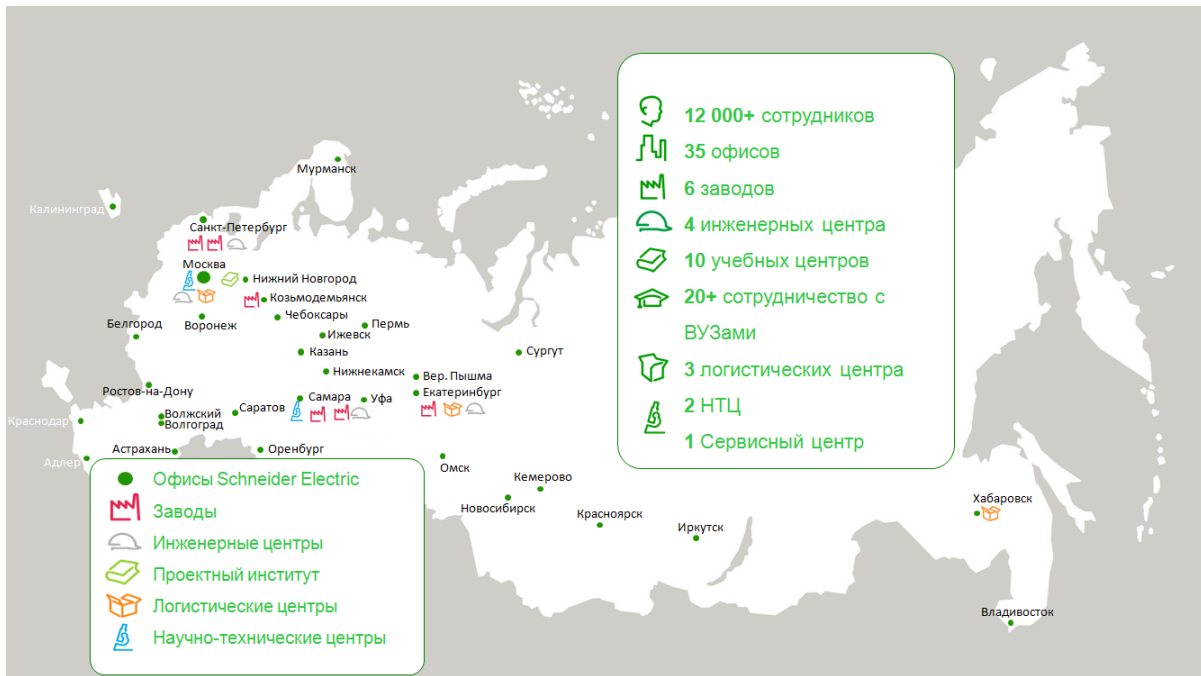 Мурманск
Калининград
Санкт-Петербург
Москва
Нижний Новгород
Козьмодемьянск
Чебоксары
Белгород
Воронеж
Пермь
Ижевск
Казань
Сургут
Нижнекамск
Вер. Пышма
Екатеринбург
Ростов-на-Дону
Самара
Уфа
Саратов
Волжский
Волгоград
Краснодар
Астрахань
Оренбург
Адлер
Омск
Кемерово
Новосибирск
Красноярск
Иркутск
Хабаровск
Владивосток
12 000+ сотрудников
35 офисов
6 заводов
4 инженерных центра
10 учебных центров
20+ сотрудничество с
ВУЗами
3 логистических центра
2 НТЦ
1 Сервисный центр
Офисы Schneider Electric
Заводы
Инженерные центры
Проектный институт
Логистические центры
Научно-технические центры